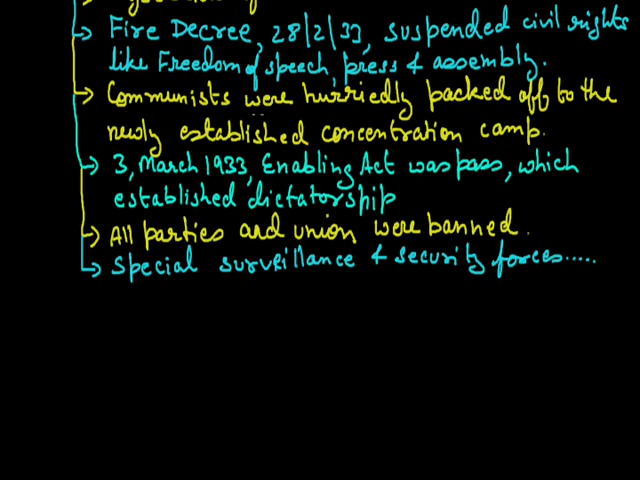 → Fire Decree, 28/2/33, suspended civil rights
like Freedom of speech, press & assembly.
→ Communists were hurriedly packed off to the
newly established concentration camp.
→ 3, March 1933, Enabling Act was pass, which
established dictatorship
→ All parties and union were banned.
→ Special surveillance & security forces.....